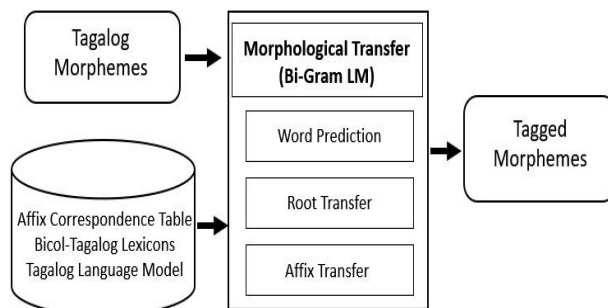 Tagalog
Morphemes
Affix Correspondence Table
Bicol-Tagalog Lexicons
Tagalog Language Model
Morphological Transfer
(Bi-Gram LM)
Word Prediction
Root Transfer
Affix Transfer
Tagged
Morphemes